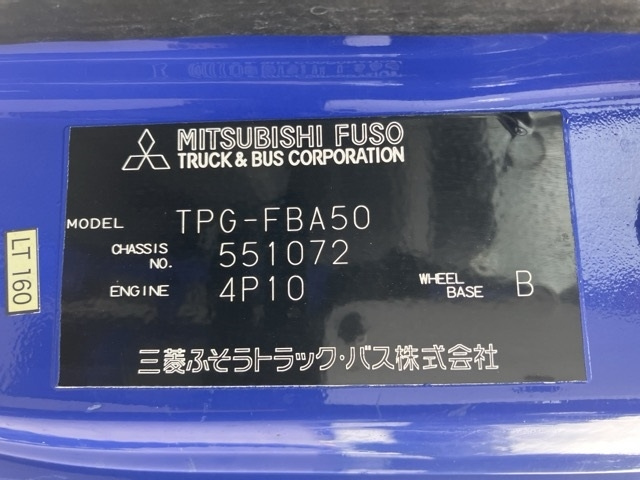 MITSUBISHI FUSO
TRUCK & BUS CORPORATION
MODEL TPG-FBA50
CHASSIS NO. 551072
ENGINE 4P10 WHEEL BASE B
三菱ふそうトラック・バス株式会社
LT 160